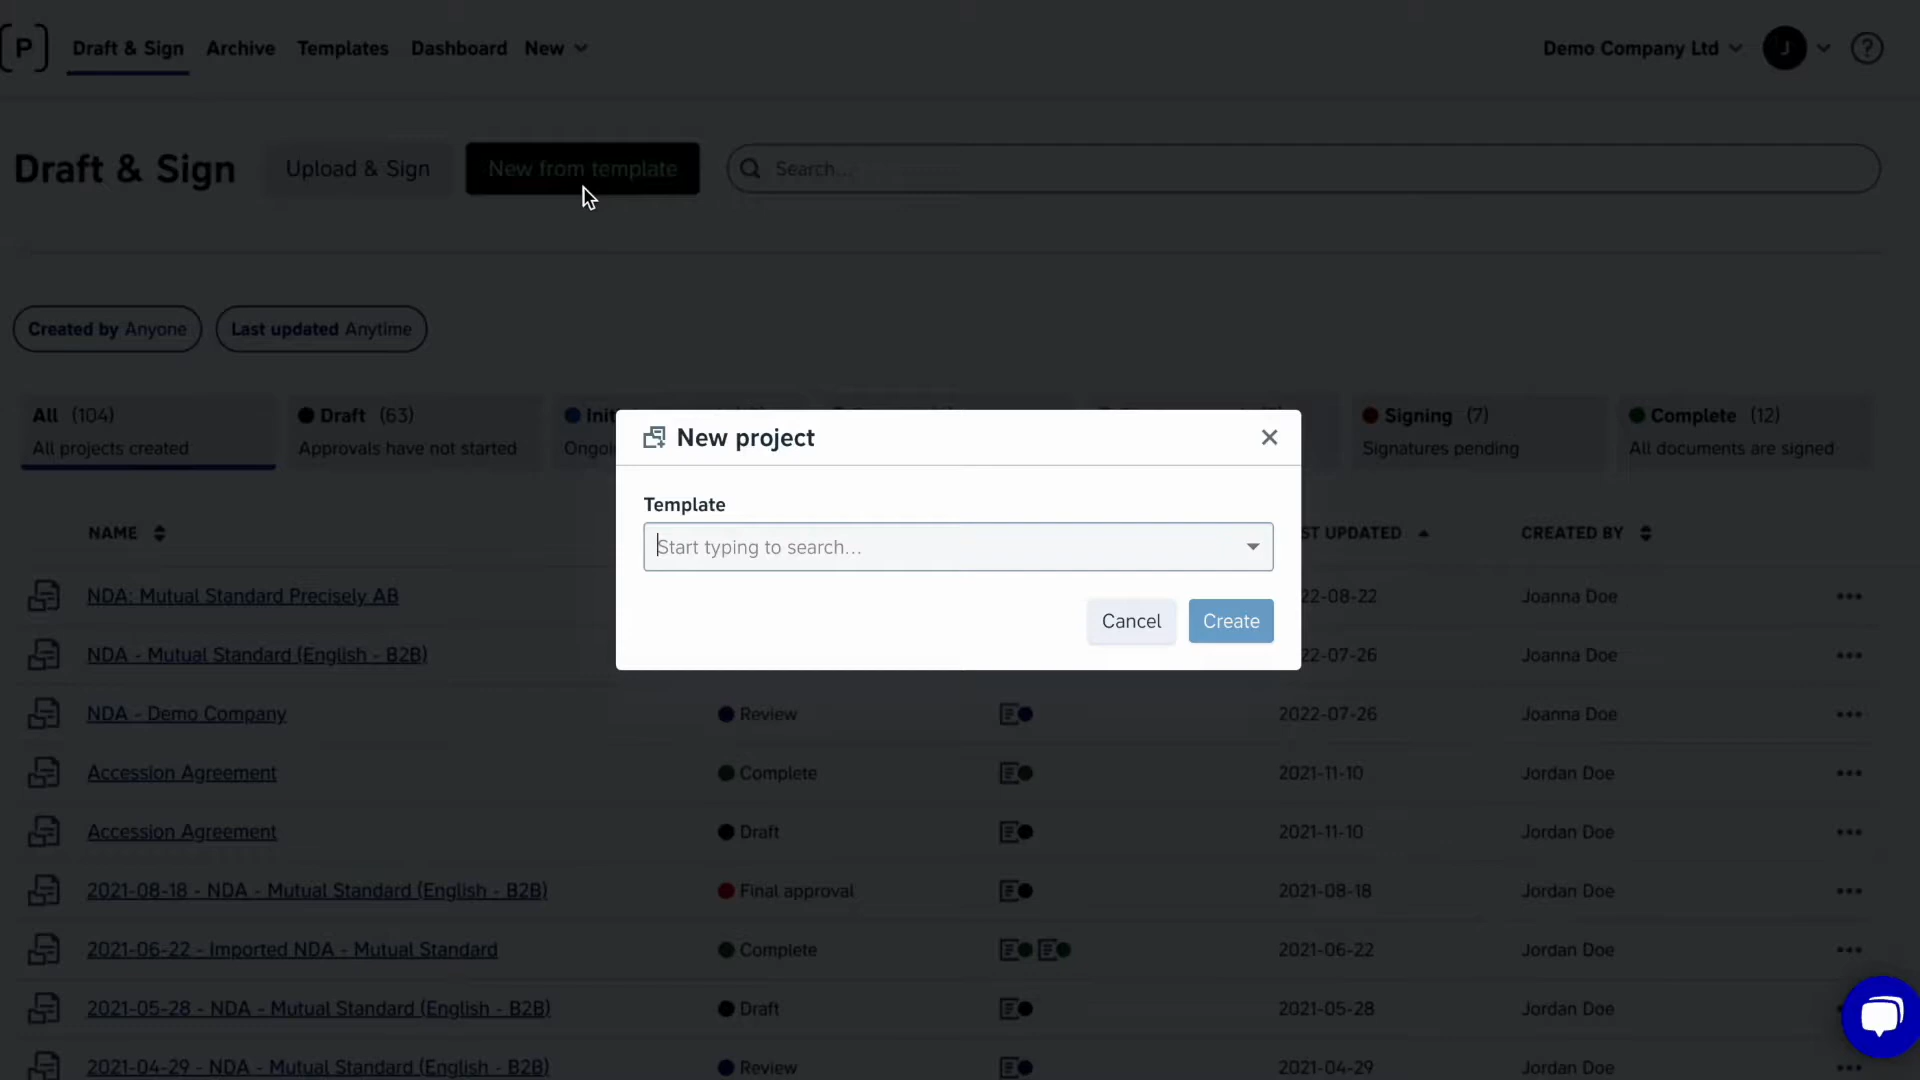 [P] Draft & Sign Archive Templates Dashboard New Demo Company Ltd J ?
Draft & Sign Upload & Sign New from template Search...
Created by Anyone Last updated Anytime
All (104) Draft (63) Signing (7) Complete (12)
All projects created Approvals have not started Signatures pending All documents are signed
New project
Template
Start typing to search...
Cancel Create
NAME CREATED BY
NDA: Mutual Standard Precisely AB 22-08-22 Joanna Doe
NDA - Mutual Standard (English - B2B) 22-07-26 Joanna Doe
NDA - Demo Company Review 2022-07-26 Joanna Doe
Accession Agreement Complete 2021-11-10 Jordan Doe
Accession Agreement Draft 2021-11-10 Jordan Doe
2021-08-18 - NDA - Mutual Standard (English - B2B) Final approval 2021-08-18 Jordan Doe
2021-06-22 - Imported NDA - Mutual Standard Complete 2021-06-22 Jordan Doe
2021-05-28 - NDA - Mutual Standard (English - B2B) Draft 2021-05-28 Jordan Doe
2021-04-29 - NDA - Mutual Standard (English - B2B) Review 2021-04-29 Jordan Doe